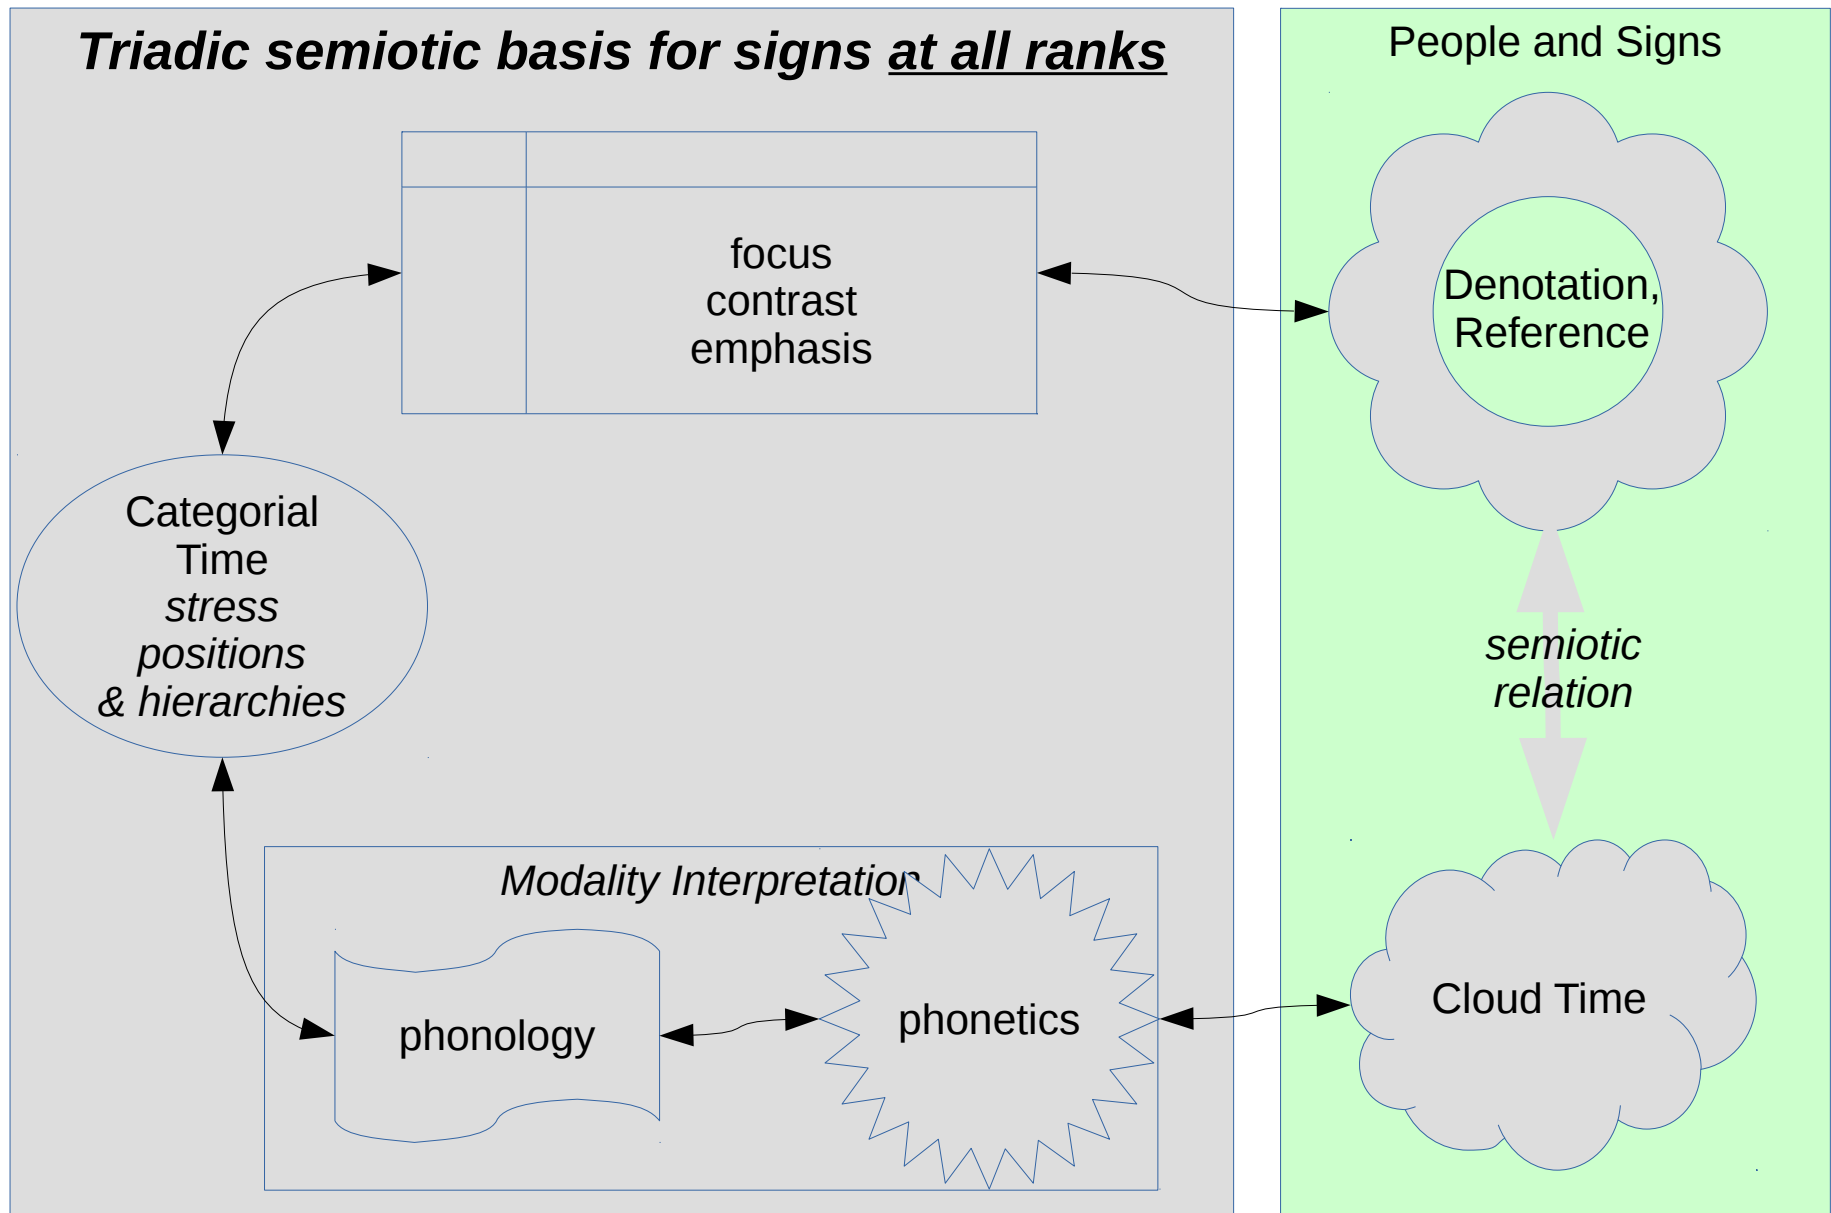 Triadic semiotic basis for signs at all ranks
People and Signs
focus
contrast
emphasis
Denotation,
Reference
Categorial
Time
stress
positions
& hierarchies
semiotic
relation
Modality Interpretation
phonology
phonetics
Cloud Time